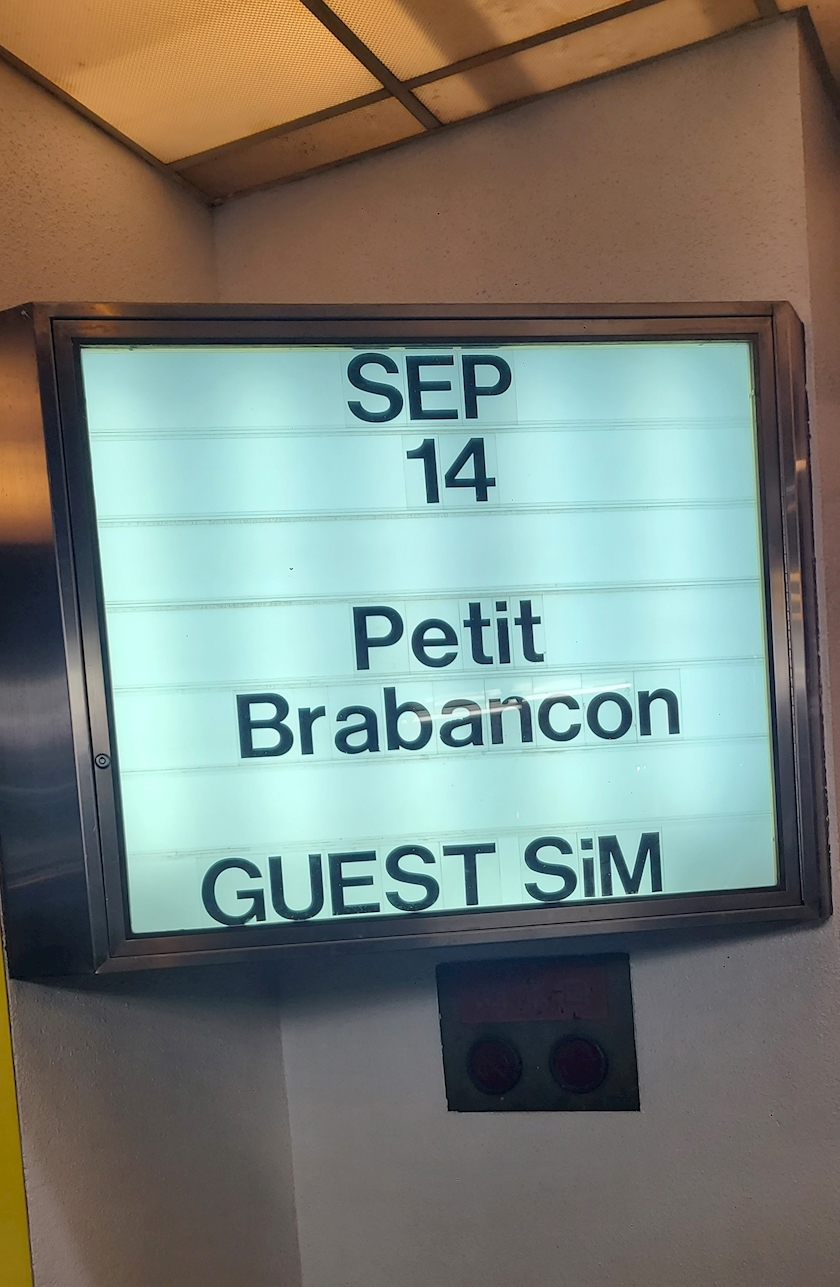 SEP
14
Petit
Brabancon
GUEST SiM